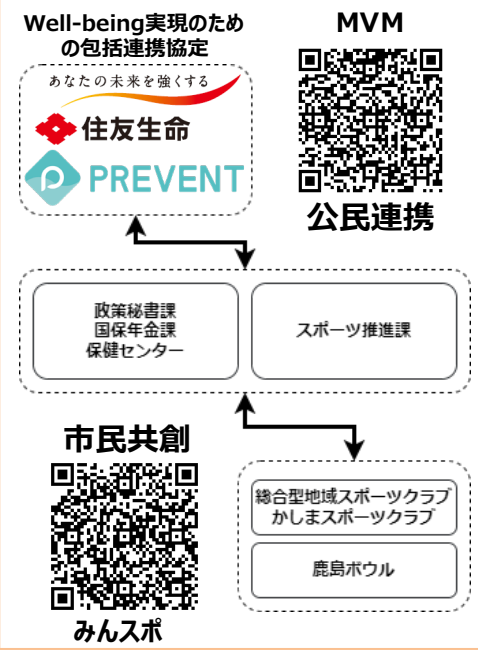 Well-being実現のため
の包括連携協定
あなたの未来を強くする
住友生命
PREVENT
MVM
公民連携
政策秘書課
国保年金課
保健センター
スポーツ推進課
市民共創
みんスポ
総合型地域スポーツクラブ
かしまスポーツクラブ
鹿島ボウル